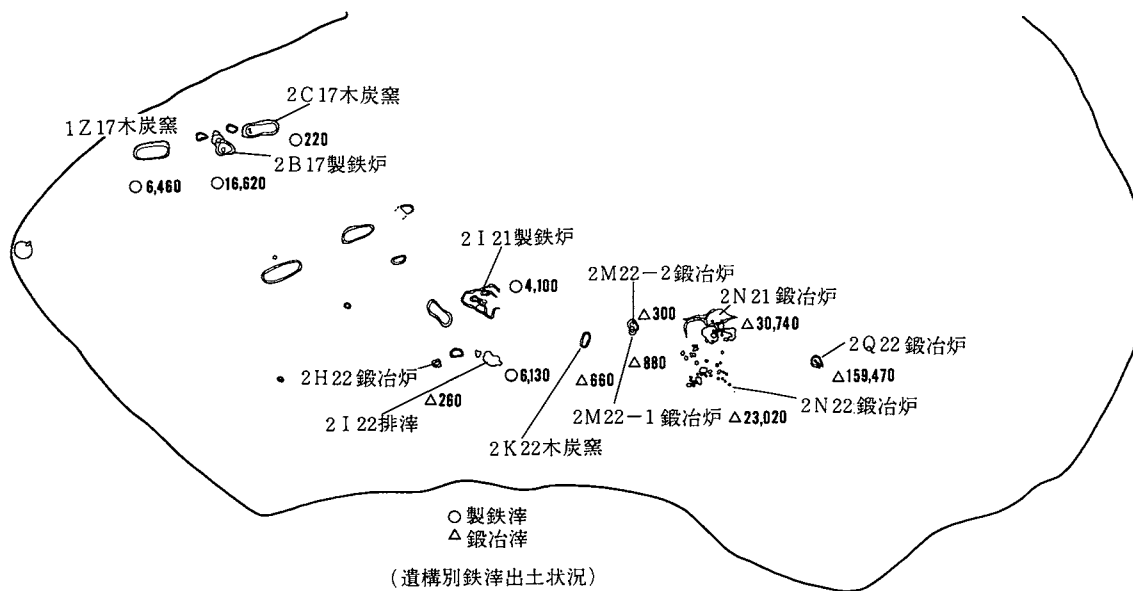 2C17木炭窯
1Z17木炭窯
○220
2B17製鉄炉
○6,460
○16,620
2I21製鉄炉
○4,100
2M22-2鍛冶炉
2N21鍛冶炉
△300
△30,740
2Q22鍛冶炉
2H22鍛冶炉
○6,130
△880
△159,470
△660
△260
2N22鍛冶炉
2I22排滓
2M22-1鍛冶炉
△23,020
2K22木炭窯
○製鉄滓
△鍛冶滓
(遺構別鉄滓出土状況)